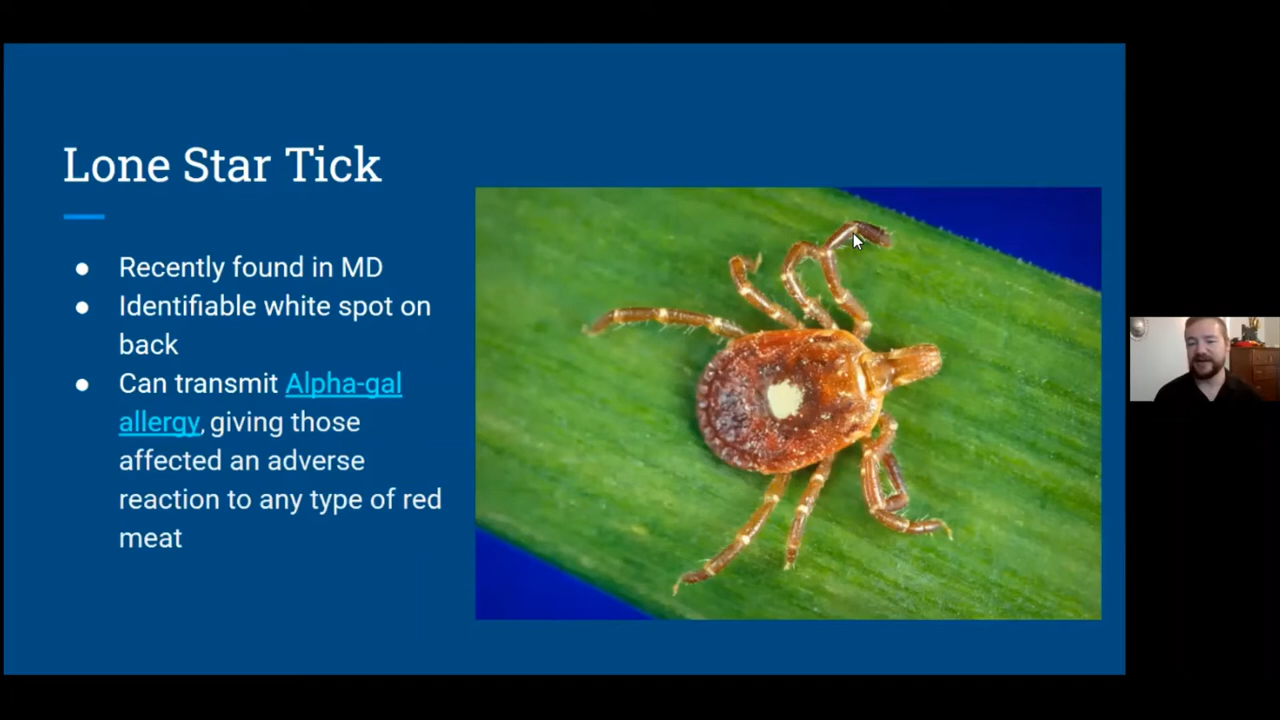 Lone Star Tick
● Recently found in MD
● Identifiable white spot on
back
● Can transmit Alpha-gal
allergy, giving those
affected an adverse
reaction to any type of red
meat